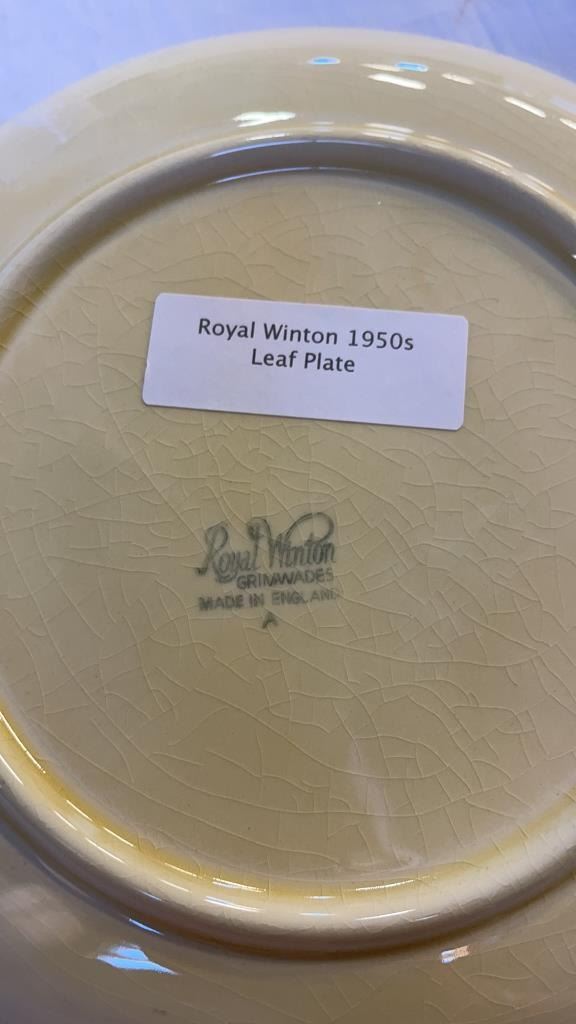 Royal Winton 1950s
Leaf Plate
Royal Winton
GRIMWADES
MADE IN ENGLAND
A